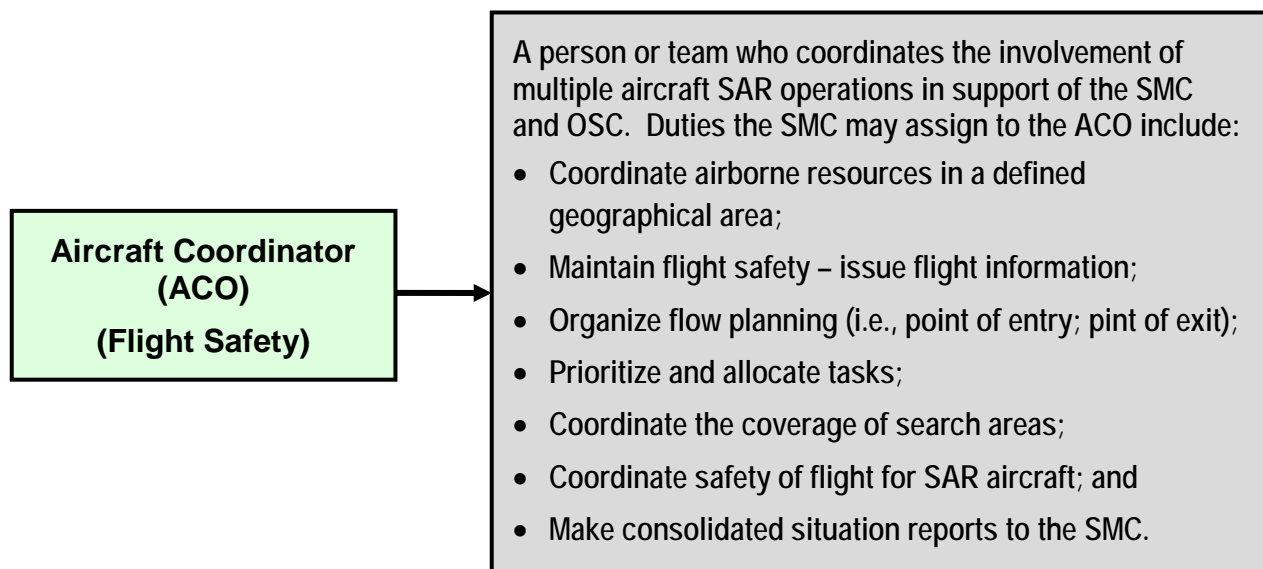 Aircraft Coordinator
(ACO)
(Flight Safety)
A person or team who coordinates the involvement of
multiple aircraft SAR operations in support of the SMC
and OSC.  Duties the SMC may assign to the ACO include:
• Coordinate airborne resources in a defined
geographical area;
• Maintain flight safety – issue flight information;
• Organize flow planning (i.e., point of entry; pint of exit);
• Prioritize and allocate tasks;
• Coordinate the coverage of search areas;
• Coordinate safety of flight for SAR aircraft; and
• Make consolidated situation reports to the SMC.